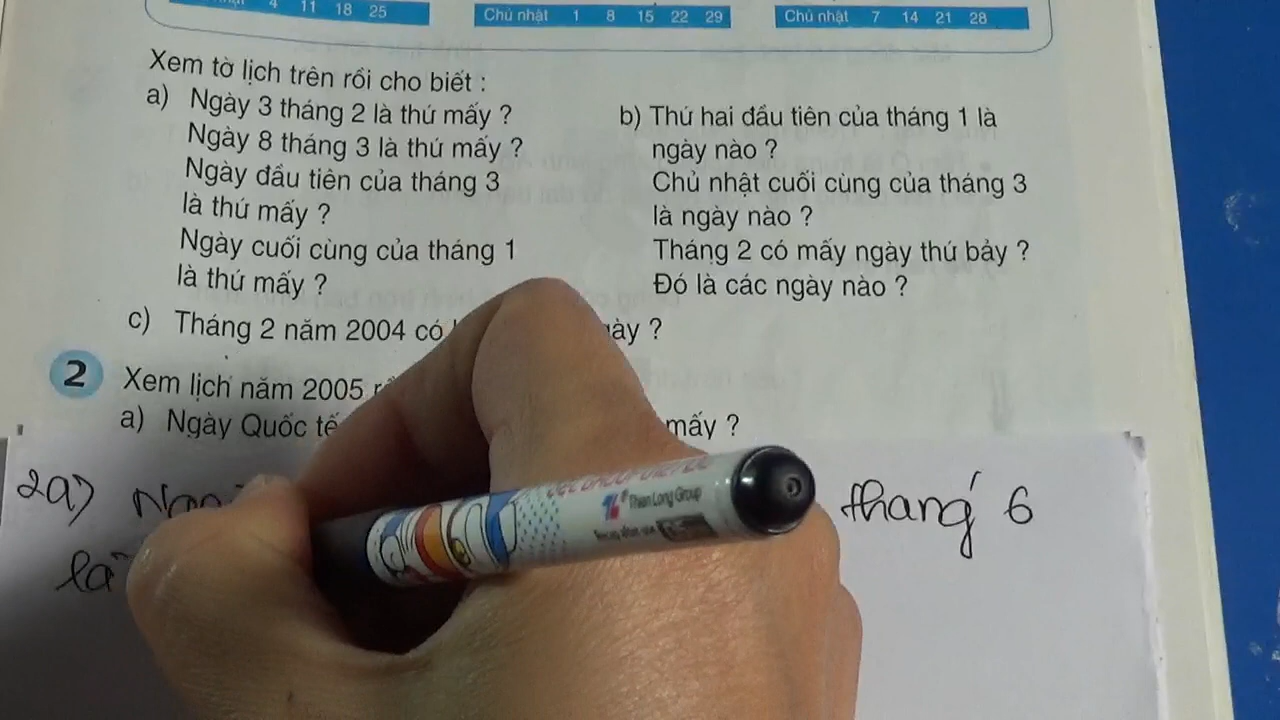 4 11 18 25
Chủ nhật 1 8 15 22 29
Chủ nhật 7 14 21 28
Xem tờ lịch trên rồi cho biết :
a) Ngày 3 tháng 2 là thứ mấy ?
Ngày 8 tháng 3 là thứ mấy ?
Ngày đầu tiên của tháng 3
là thứ mấy ?
Ngày cuối cùng của tháng 1
là thứ mấy ?
b) Thứ hai đầu tiên của tháng 1 là
ngày nào ?
Chủ nhật cuối cùng của tháng 3
là ngày nào ?
Tháng 2 có mấy ngày thứ bảy ?
Đó là các ngày nào ?
c) Tháng 2 năm 2004 có ?
2 Xem lịch năm 2005
a) Ngày Quốc tế mấy ?
2a) tháng 6
là
Thien Long Group